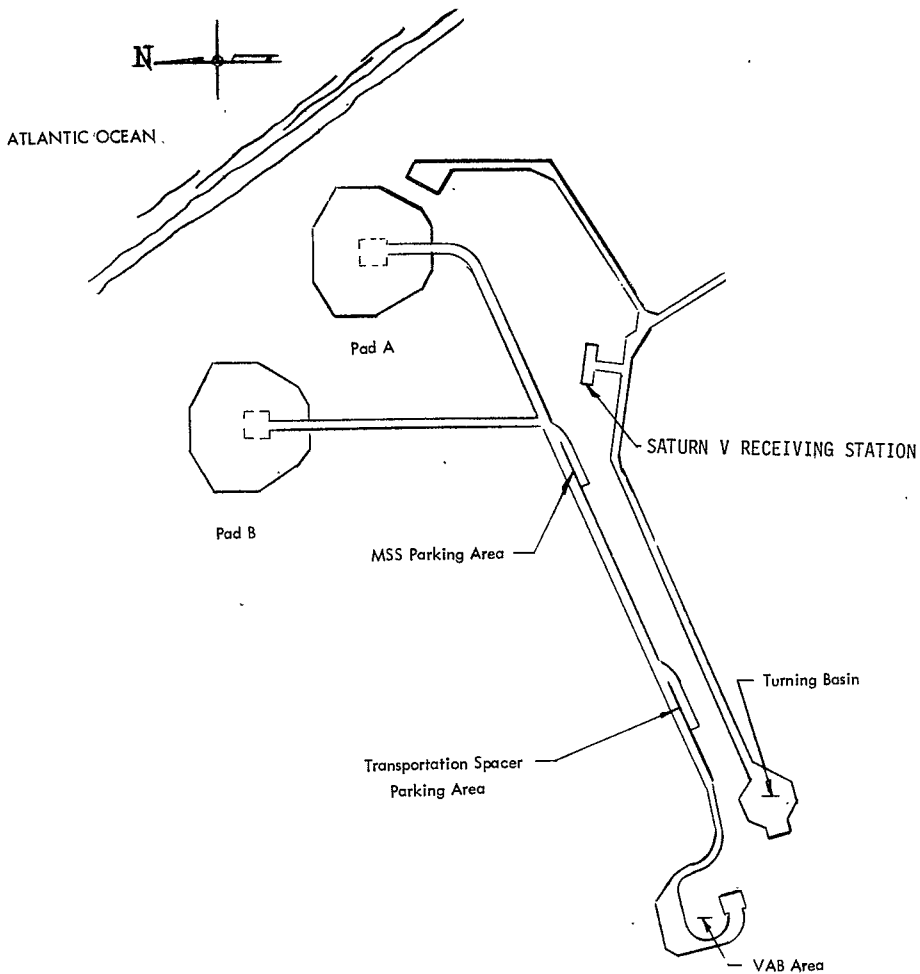 N
ATLANTIC OCEAN
Pad A
SATURN V RECEIVING STATION
Pad B
MSS Parking Area
Turning Basin
Transportation Spacer
Parking Area
VAB Area